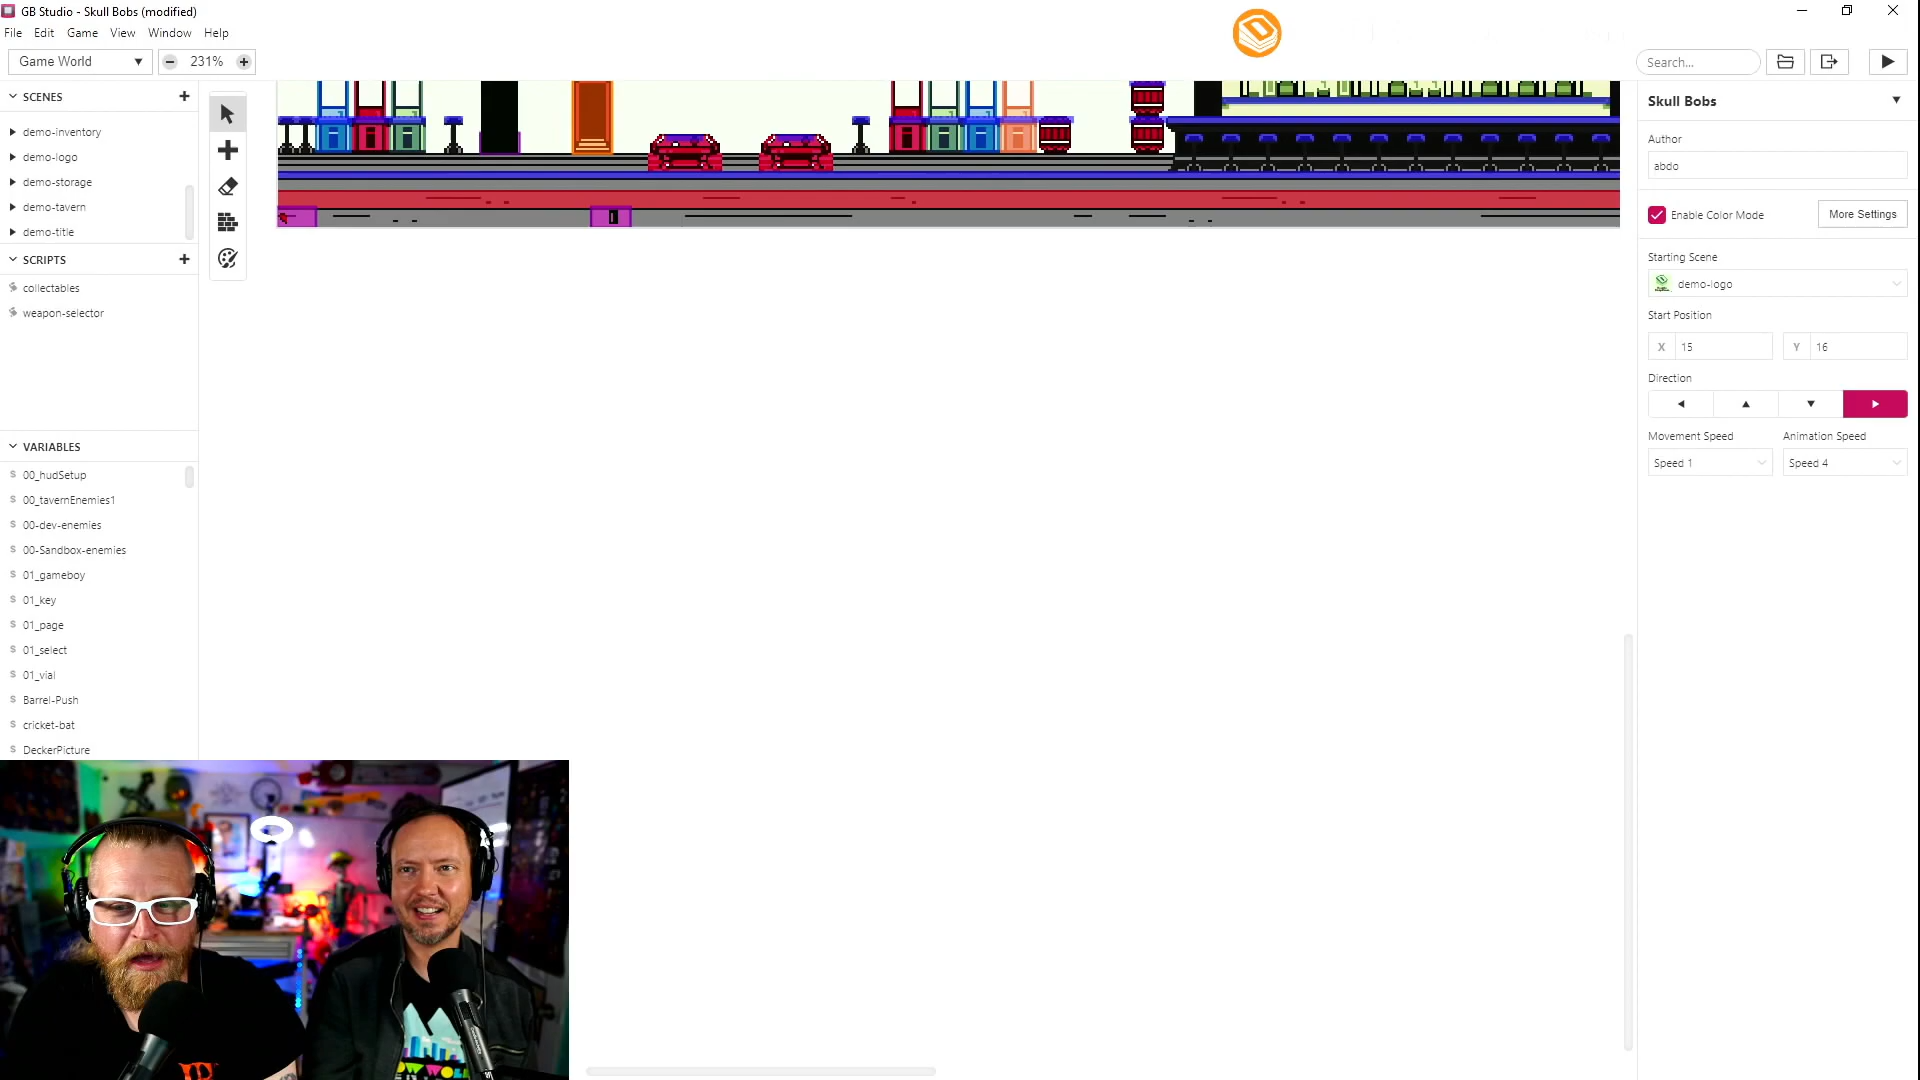 GB Studio - Skull Bobs (modified)
File Edit Game View Window Help
Game World
231%
Search...
SCENES
demo-inventory
demo-logo
demo-storage
demo-tavern
demo-title
SCRIPTS
collectables
weapon-selector
VARIABLES
$ 00_hudSetup
$ 00_tavernEnemies1
$ 00-dev-enemies
$ 00-Sandbox-enemies
$ 01_gameboy
$ 01_key
$ 01_page
$ 01_select
$ 01_vial
$ Barrel-Push
$ cricket-bat
$ DeckerPicture
Skull Bobs
Author
abdo
Enable Color Mode
More Settings
Starting Scene
demo-logo
Start Position
X 15 Y 16
Direction
Movement Speed Animation Speed
Speed 1 Speed 4